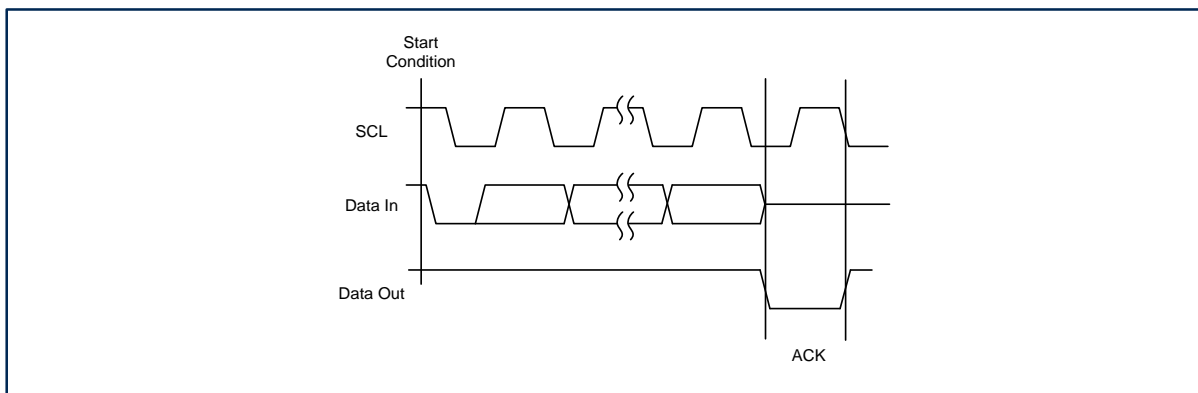 Start
Condition
SCL
Data In
Data Out
ACK